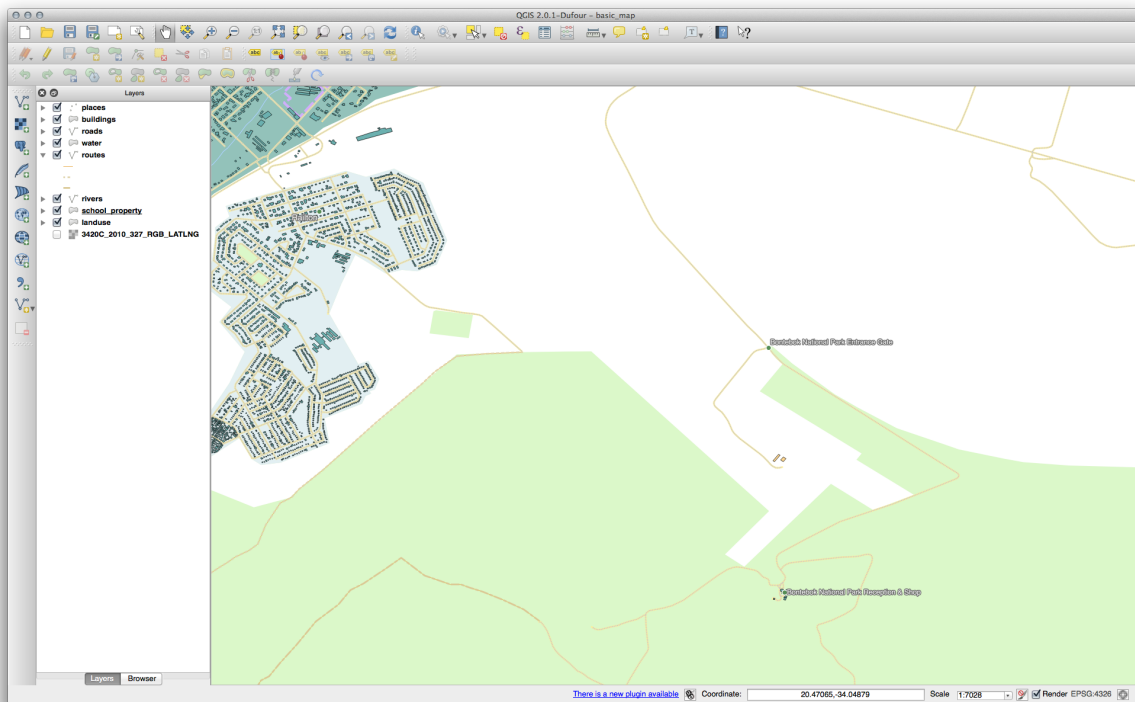 QGIS 2.0.1-Dufour - basic_map
Layers
places
buildings
roads
water
routes
rivers
school_property
landuse
3420C_2010_327_RGB_LATLNG
Railton
Bontebok National Park Entrance Gate
Bontebok National Park Reception & Shop
Layers Browser
There is a new plugin available Coordinate: 20.47065,-34.04879 Scale 1:7028 Render EPSG:4326